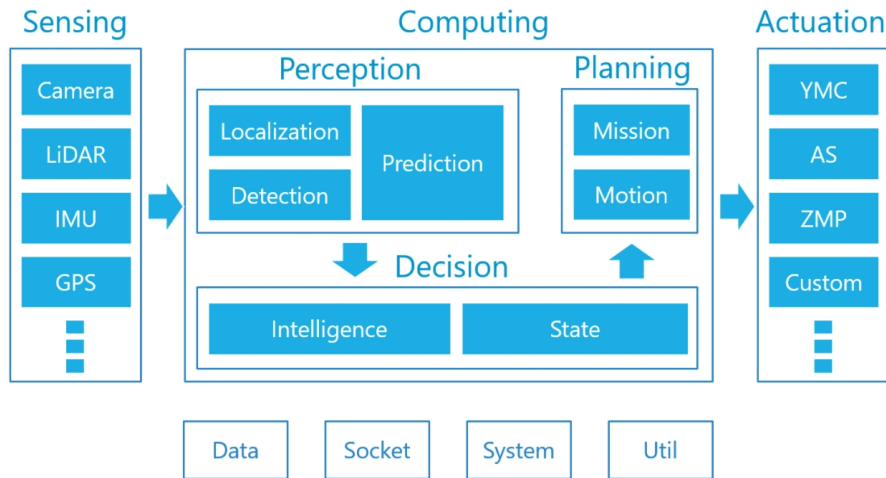 Sensing
Camera
LiDAR
IMU
GPS
Computing
Perception
Localization
Detection
Prediction
Planning
Mission
Motion
Decision
Intelligence
State
Actuation
YMC
AS
ZMP
Custom
Data
Socket
System
Util